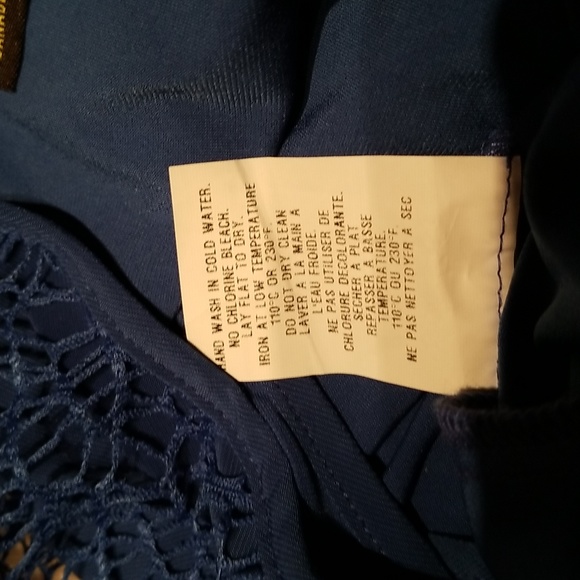 HAND WASH IN COLD WATER.
NO CHLORINE BLEACH.
LAY FLAT TO DRY.
IRON AT LOW TEMPERATURE
110°C OR 230°F
DO NOT DRY CLEAN
LAVER A LA MAIN A
L'EAU FROIDE.
NE PAS UTILISER DE
CHLORURE DECOLORANTE.
SECHER A PLAT
REPASSER A BASSE
TEMPERATURE.
110°C OU 230°F
NE PAS NETTOYER A SEC